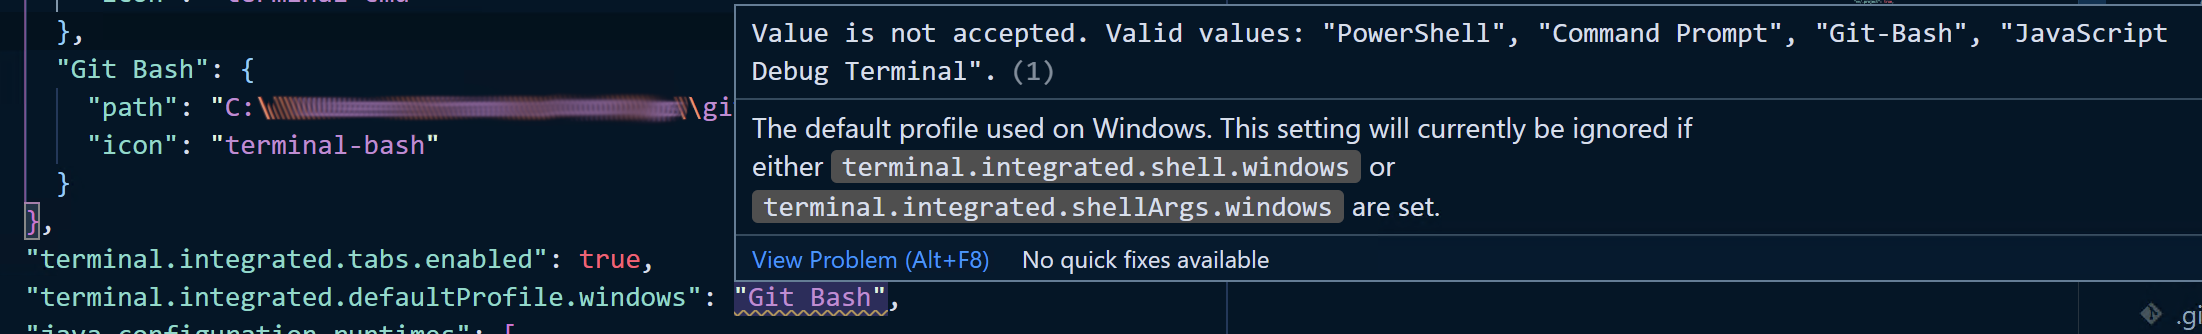 },
"Git Bash": {
"path": "C:\ \gi
"icon": "terminal-bash"
}
},
"terminal.integrated.tabs.enabled": true,
"terminal.integrated.defaultProfile.windows": "Git Bash",
Value is not accepted. Valid values: "PowerShell", "Command Prompt", "Git-Bash", "JavaScript
Debug Terminal". (1)
The default profile used on Windows. This setting will currently be ignored if
either terminal.integrated.shell.windows or
terminal.integrated.shellArgs.windows are set.
View Problem (Alt+F8) No quick fixes available
.gi